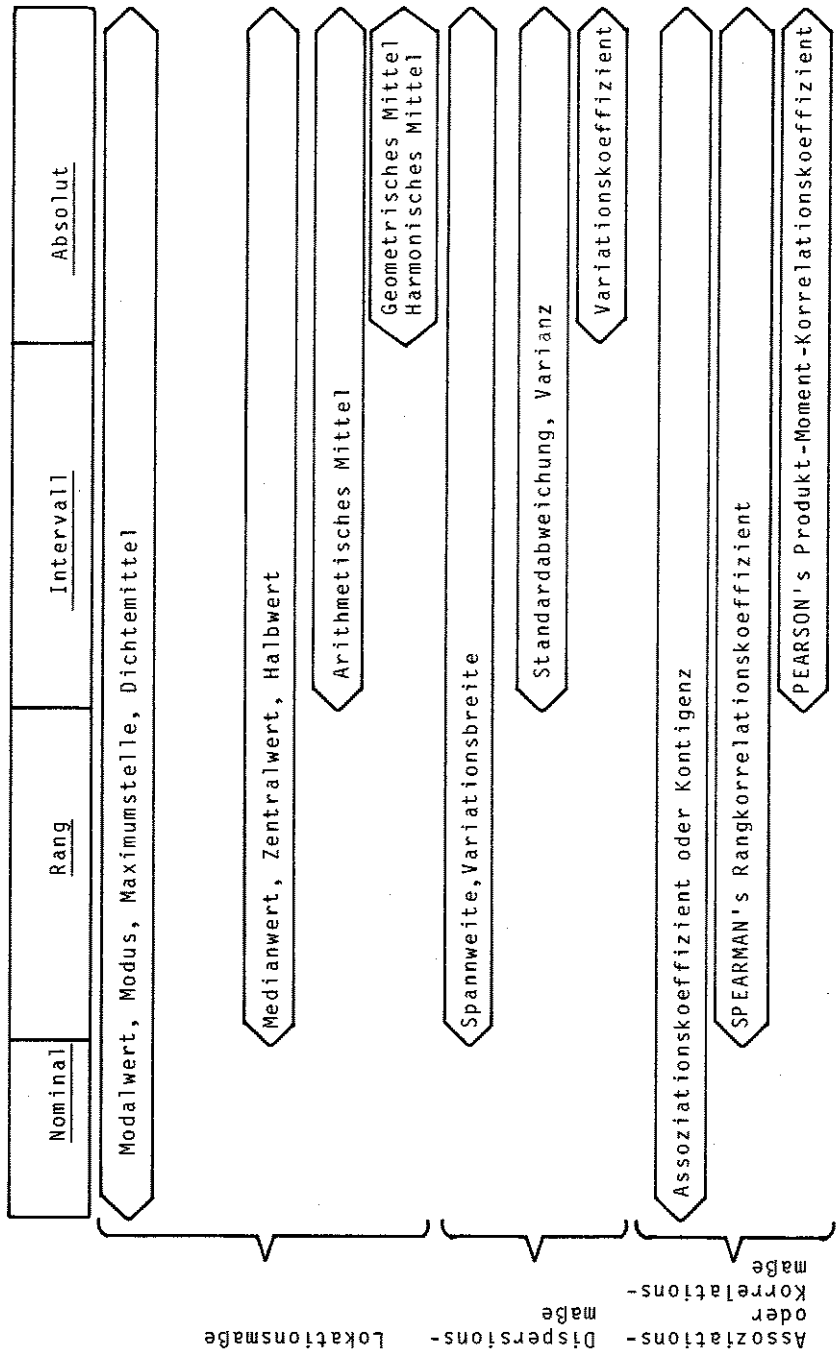 Nominal
Rang
Intervall
Absolut
Lokationsmaße
Modalwert, Modus, Maximumstelle, Dichtemittel
Medianwert, Zentralwert, Halbwert
Arithmetisches Mittel
Geometrisches Mittel
Harmonisches Mittel
Dispersions-
maße
Spannweite,Variationsbreite
Standardabweichung, Varianz
Variationskoeffizient
Assoziations-
oder
Korrelations-
maße
Assoziationskoeffizient oder Kontigenz
SPEARMAN's Rangkorrelationskoeffizient
PEARSON's Produkt-Moment-Korrelationskoeffizient